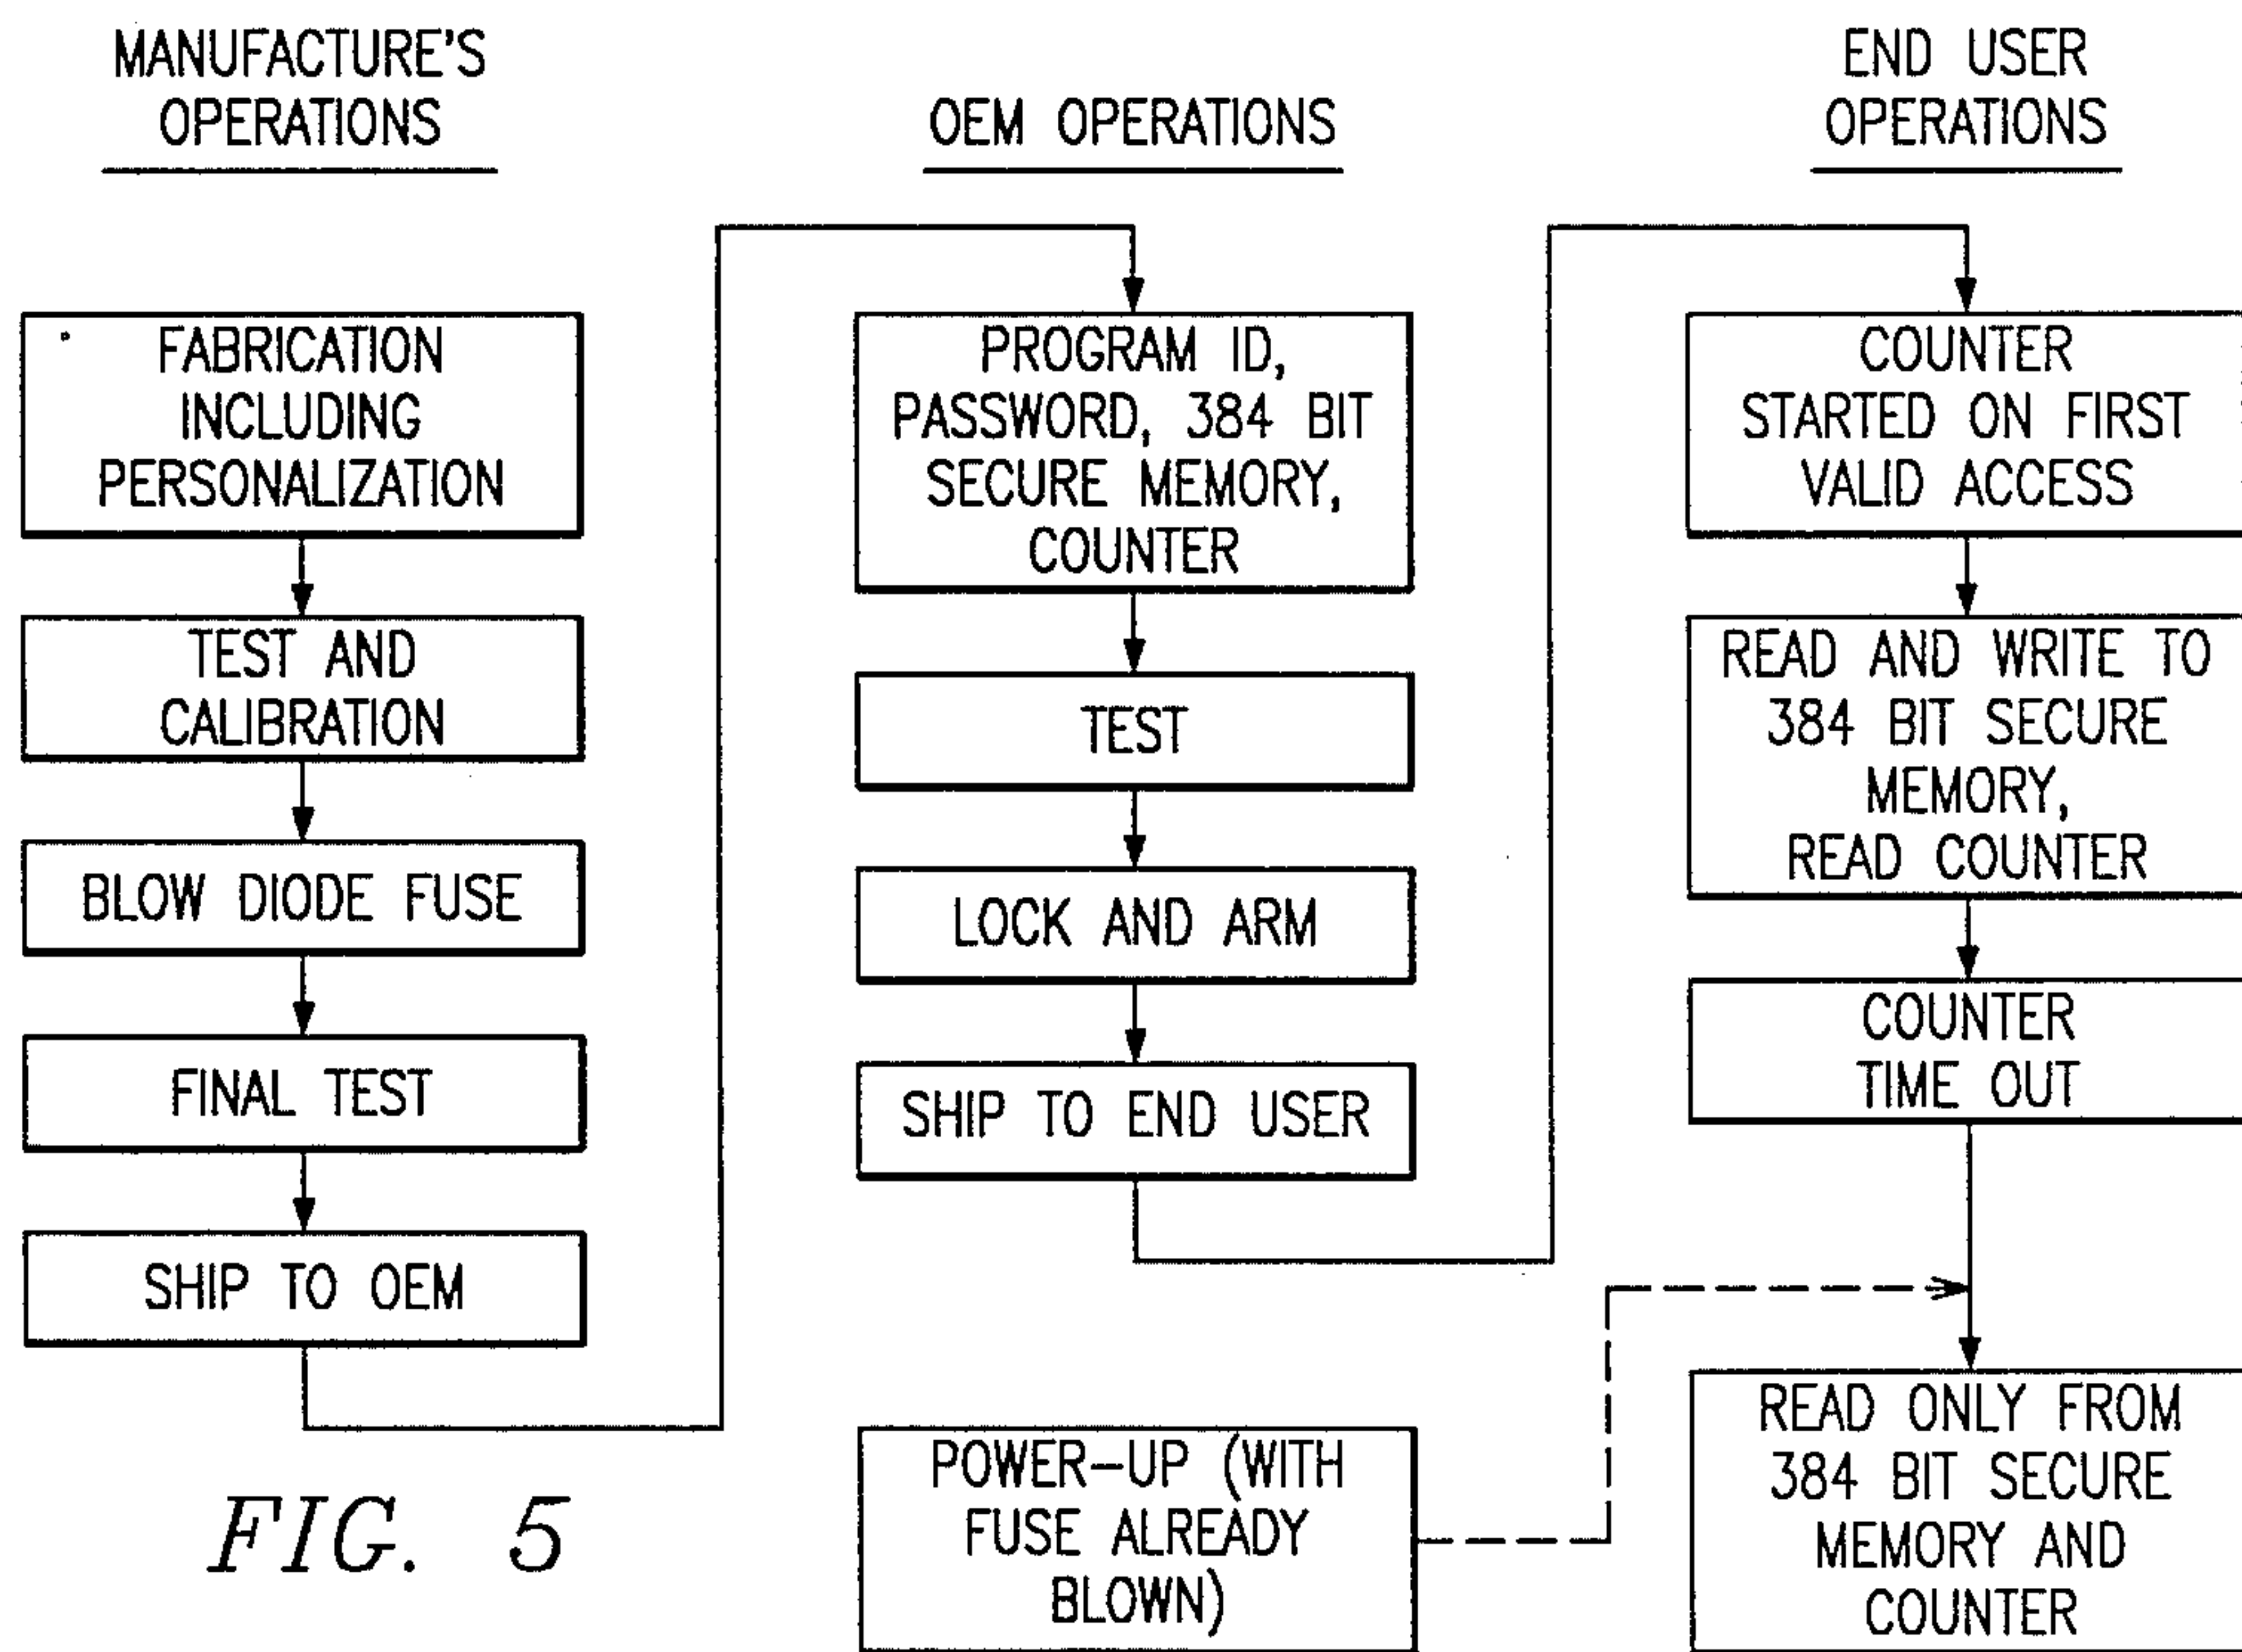 MANUFACTURE'S
OPERATIONS
FABRICATION
INCLUDING
PERSONALIZATION
TEST AND
CALIBRATION
BLOW DIODE FUSE
FINAL TEST
SHIP TO OEM
OEM OPERATIONS
PROGRAM ID,
PASSWORD, 384 BIT
SECURE MEMORY,
COUNTER
TEST
LOCK AND ARM
SHIP TO END USER
POWER-UP (WITH
FUSE ALREADY
BLOWN)
END USER
OPERATIONS
COUNTER
STARTED ON FIRST
VALID ACCESS
READ AND WRITE TO
384 BIT SECURE
MEMORY,
READ COUNTER
COUNTER
TIME OUT
READ ONLY FROM
384 BIT SECURE
MEMORY AND
COUNTER
FIG. 5